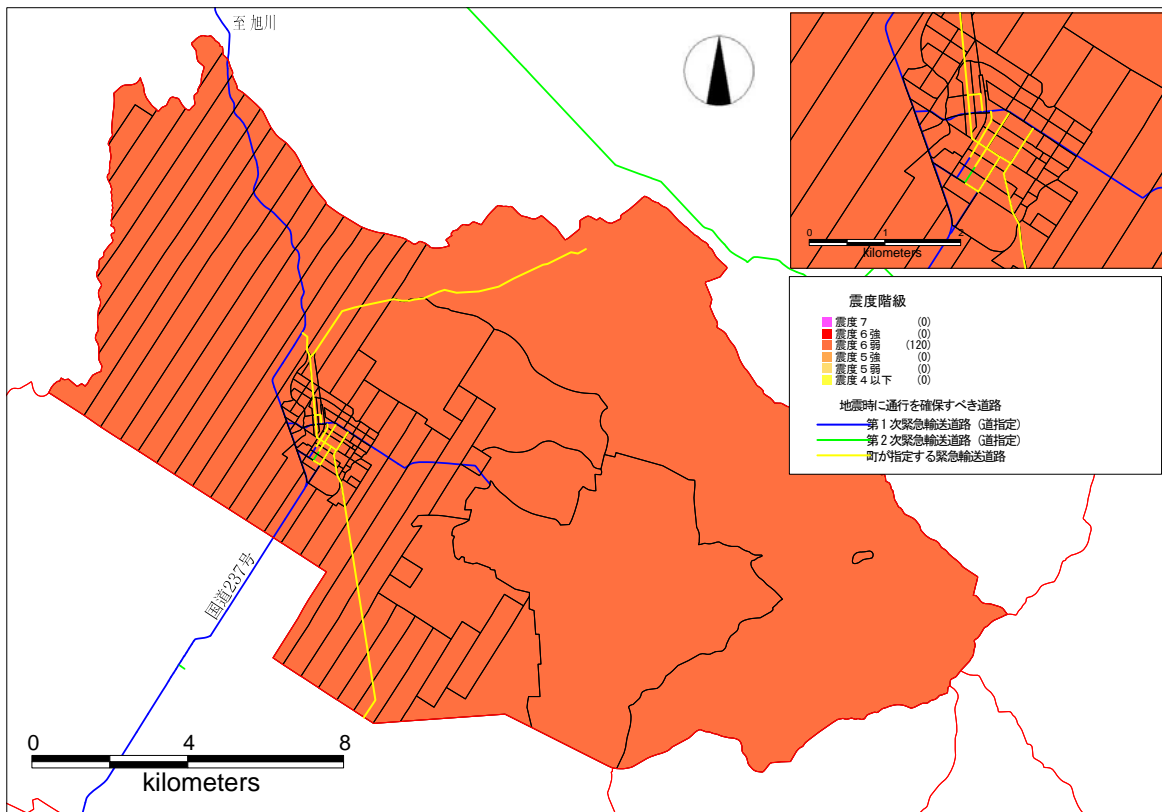 至 旭川
0 1 2
kilometers
震度階級
震度7 (0)
震度6強 (0)
震度6弱 (120)
震度5強 (0)
震度5弱 (0)
震度4以下 (0)
地震時に通行を確保すべき道路
第1次緊急輸送道路(道指定)
第2次緊急輸送道路(道指定)
町が指定する緊急輸送道路
国道237号
0 4 8
kilometers